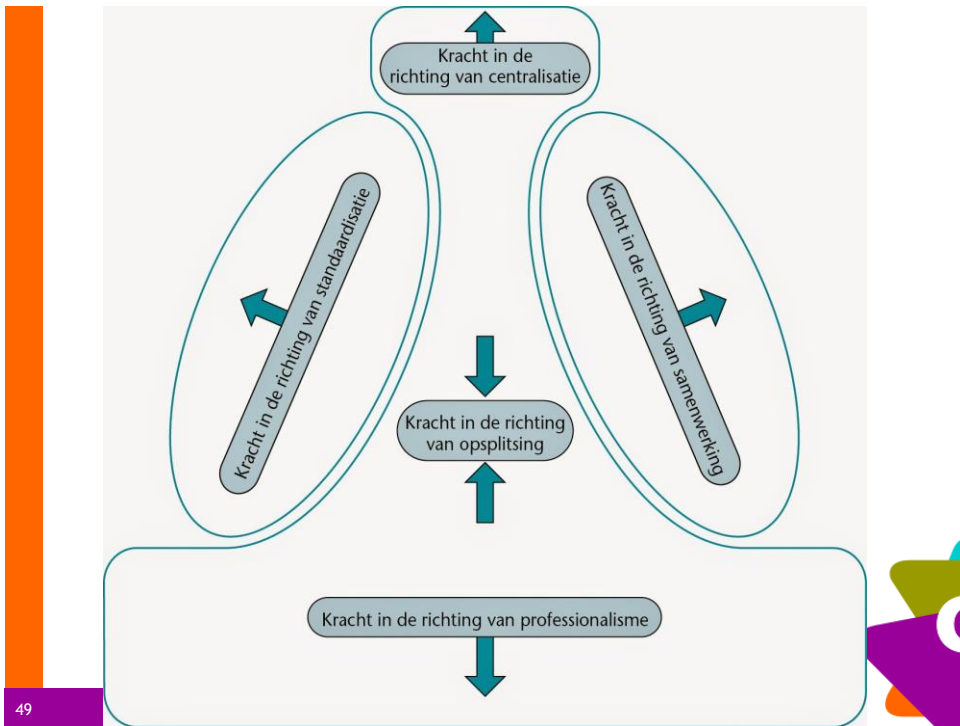 Kracht in de
richting van centralisatie
Kracht in de richting van standaardisatie
Kracht in de richting van samenwerking
Kracht in de richting
van opsplitsing
Kracht in de richting van professionalisme
49